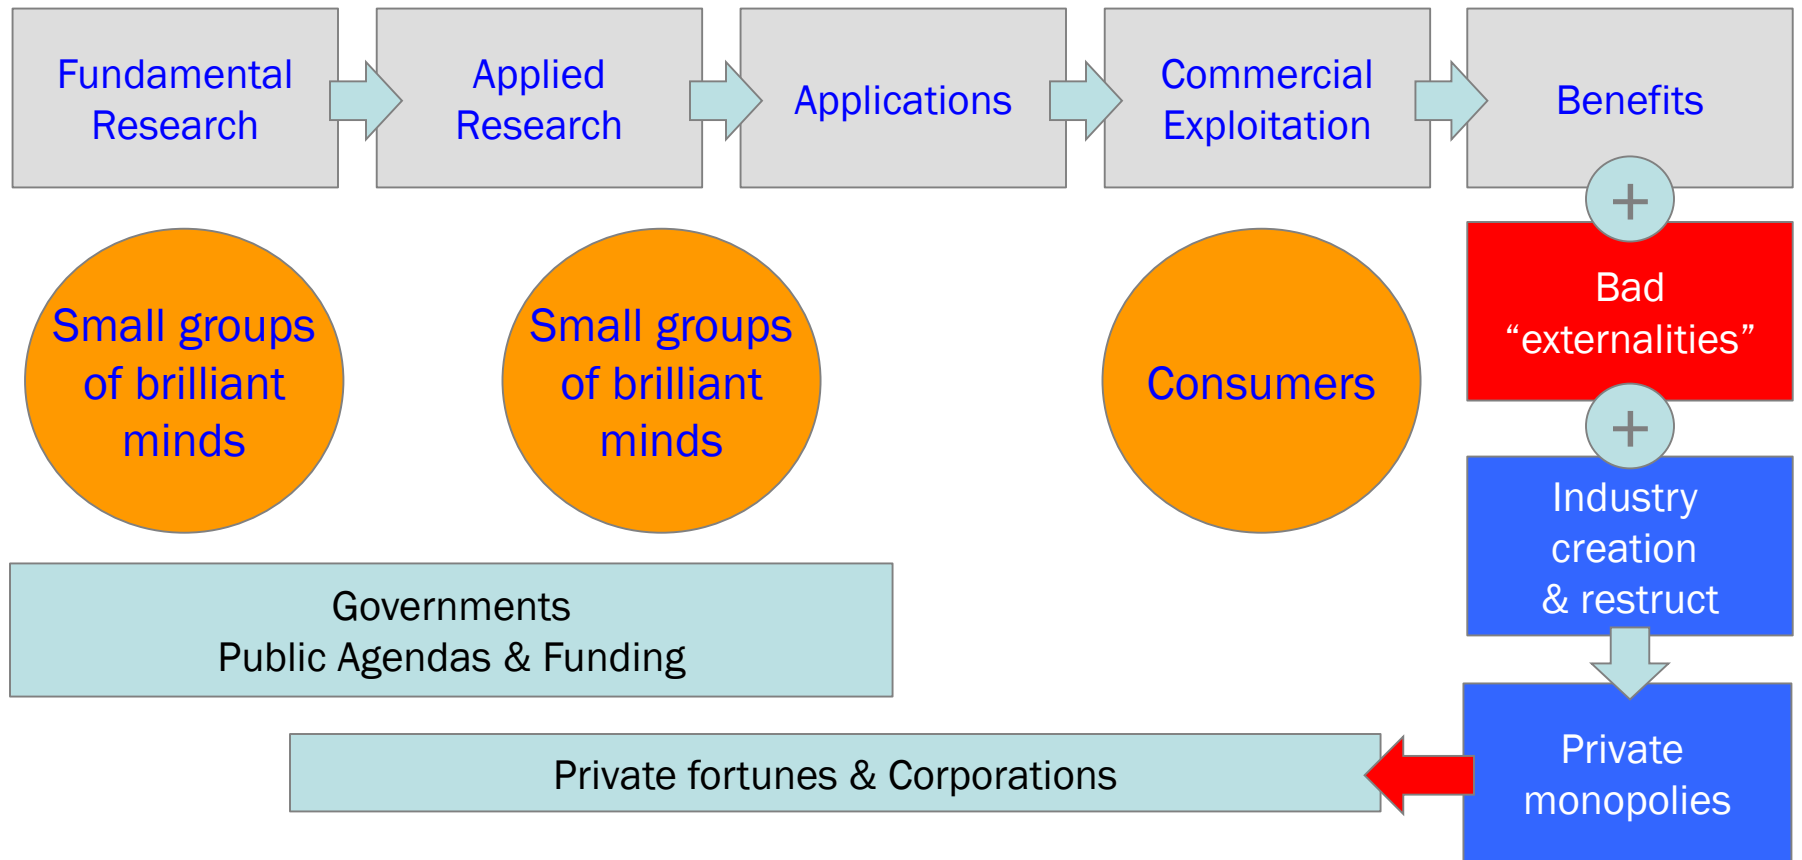 Fundamental
Research
Applied
Research
Applications
Commercial
Exploitation
Benefits
+
Bad
“externalities”
+
Industry
creation
& restruct
Private
monopolies
Small groups
of brilliant
minds
Small groups
of brilliant
minds
Consumers
Governments
Public Agendas & Funding
Private fortunes & Corporations